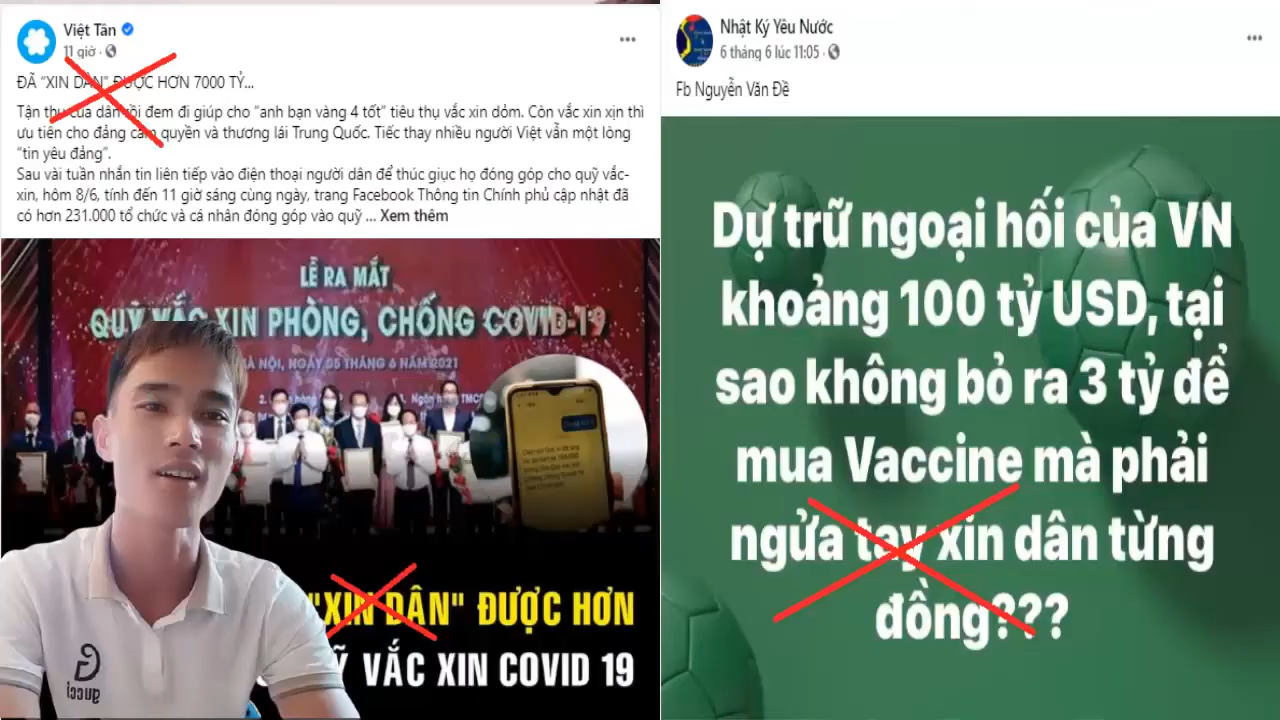 Việt Tân
11 giờ
ĐÃ "XIN DÂN" ĐƯỢC HƠN 7000 TỶ...
Tận thu của dân rồi đem đi giúp cho "anh bạn vàng 4 tốt" tiêu thụ vắc xin dỏm. Còn vắc xin xịn thì
ưu tiên cho đảng cầm quyền và thương lái Trung Quốc. Tiếc thay nhiều người Việt vẫn một lòng
"tin yêu đảng".
Sau vài tuần nhắn tin liên tiếp vào điện thoại người dân để thúc giục họ đóng góp cho quỹ vắc-
xin, hôm 8/6, tính đến 11 giờ sáng cùng ngày, trang Facebook Thông tin Chính phủ cập nhật đã
có hơn 231.000 tổ chức và cá nhân đóng góp vào quỹ ... Xem thêm
LỄ RA MẮT
QUỸ VẮC XIN PHÒNG, CHỐNG COVID-19
HÀ NỘI, NGÀY 05 THÁNG 6 NĂM 2021
"XIN DÂN" ĐƯỢC HƠN
VẮC XIN COVID 19
gucci
Nhật Ký Yêu Nước
6 tháng 6 lúc 11:05
Fb Nguyễn Văn Đề
Dự trữ ngoại hối của VN
khoảng 100 tỷ USD, tại
sao không bỏ ra 3 tỷ để
mua Vaccine mà phải
ngửa tay xin dân từng
đồng???